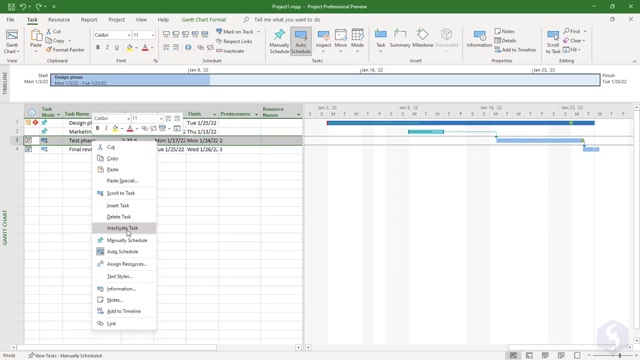 Project1.mpp - Project Professional Preview
File Task Resource Report Project View Help Gantt Chart Format Tell me what you want to do
Gantt Chart Paste Cut Copy Format Painter Calibri 11 Mark on Track Respect Links Inactivate Manually Schedule Auto Schedule Inspect Move Mode Task Summary Milestone Information Notes Details Add to Timeline Scroll to Task
View Clipboard Font Schedule Tasks Insert Properties Editing
TIMELINE
Start
Mon 1/3/22
Jan 9, '22 Jan 16, '22 Jan 23, '22
Design phase
Mon 1/3/22 - Tue 1/25/22
Finish
Wed 1/26/22
Task Mode Task Name Finish Predecessors Resource Names
Jan 2, '22 Jan 9, '22 Jan 16, '22 Jan 23, '22
1 Design p Tue 1/25/22
2 Marketin Thu 1/13/22
3 Test phase Mon 1/17/22 Mon 1/24/22 2
4 Final revi Wed 1/26/22 3
Calibri 11
Cut
Copy
Paste
Paste Special...
Scroll to Task
Insert Task
Delete Task
Inactivate Task
Manually Schedule
Auto Schedule
Assign Resources...
Text Styles...
Information...
Notes...
Add to Timeline
Link
GANTT CHART
Ready New Tasks : Manually Scheduled